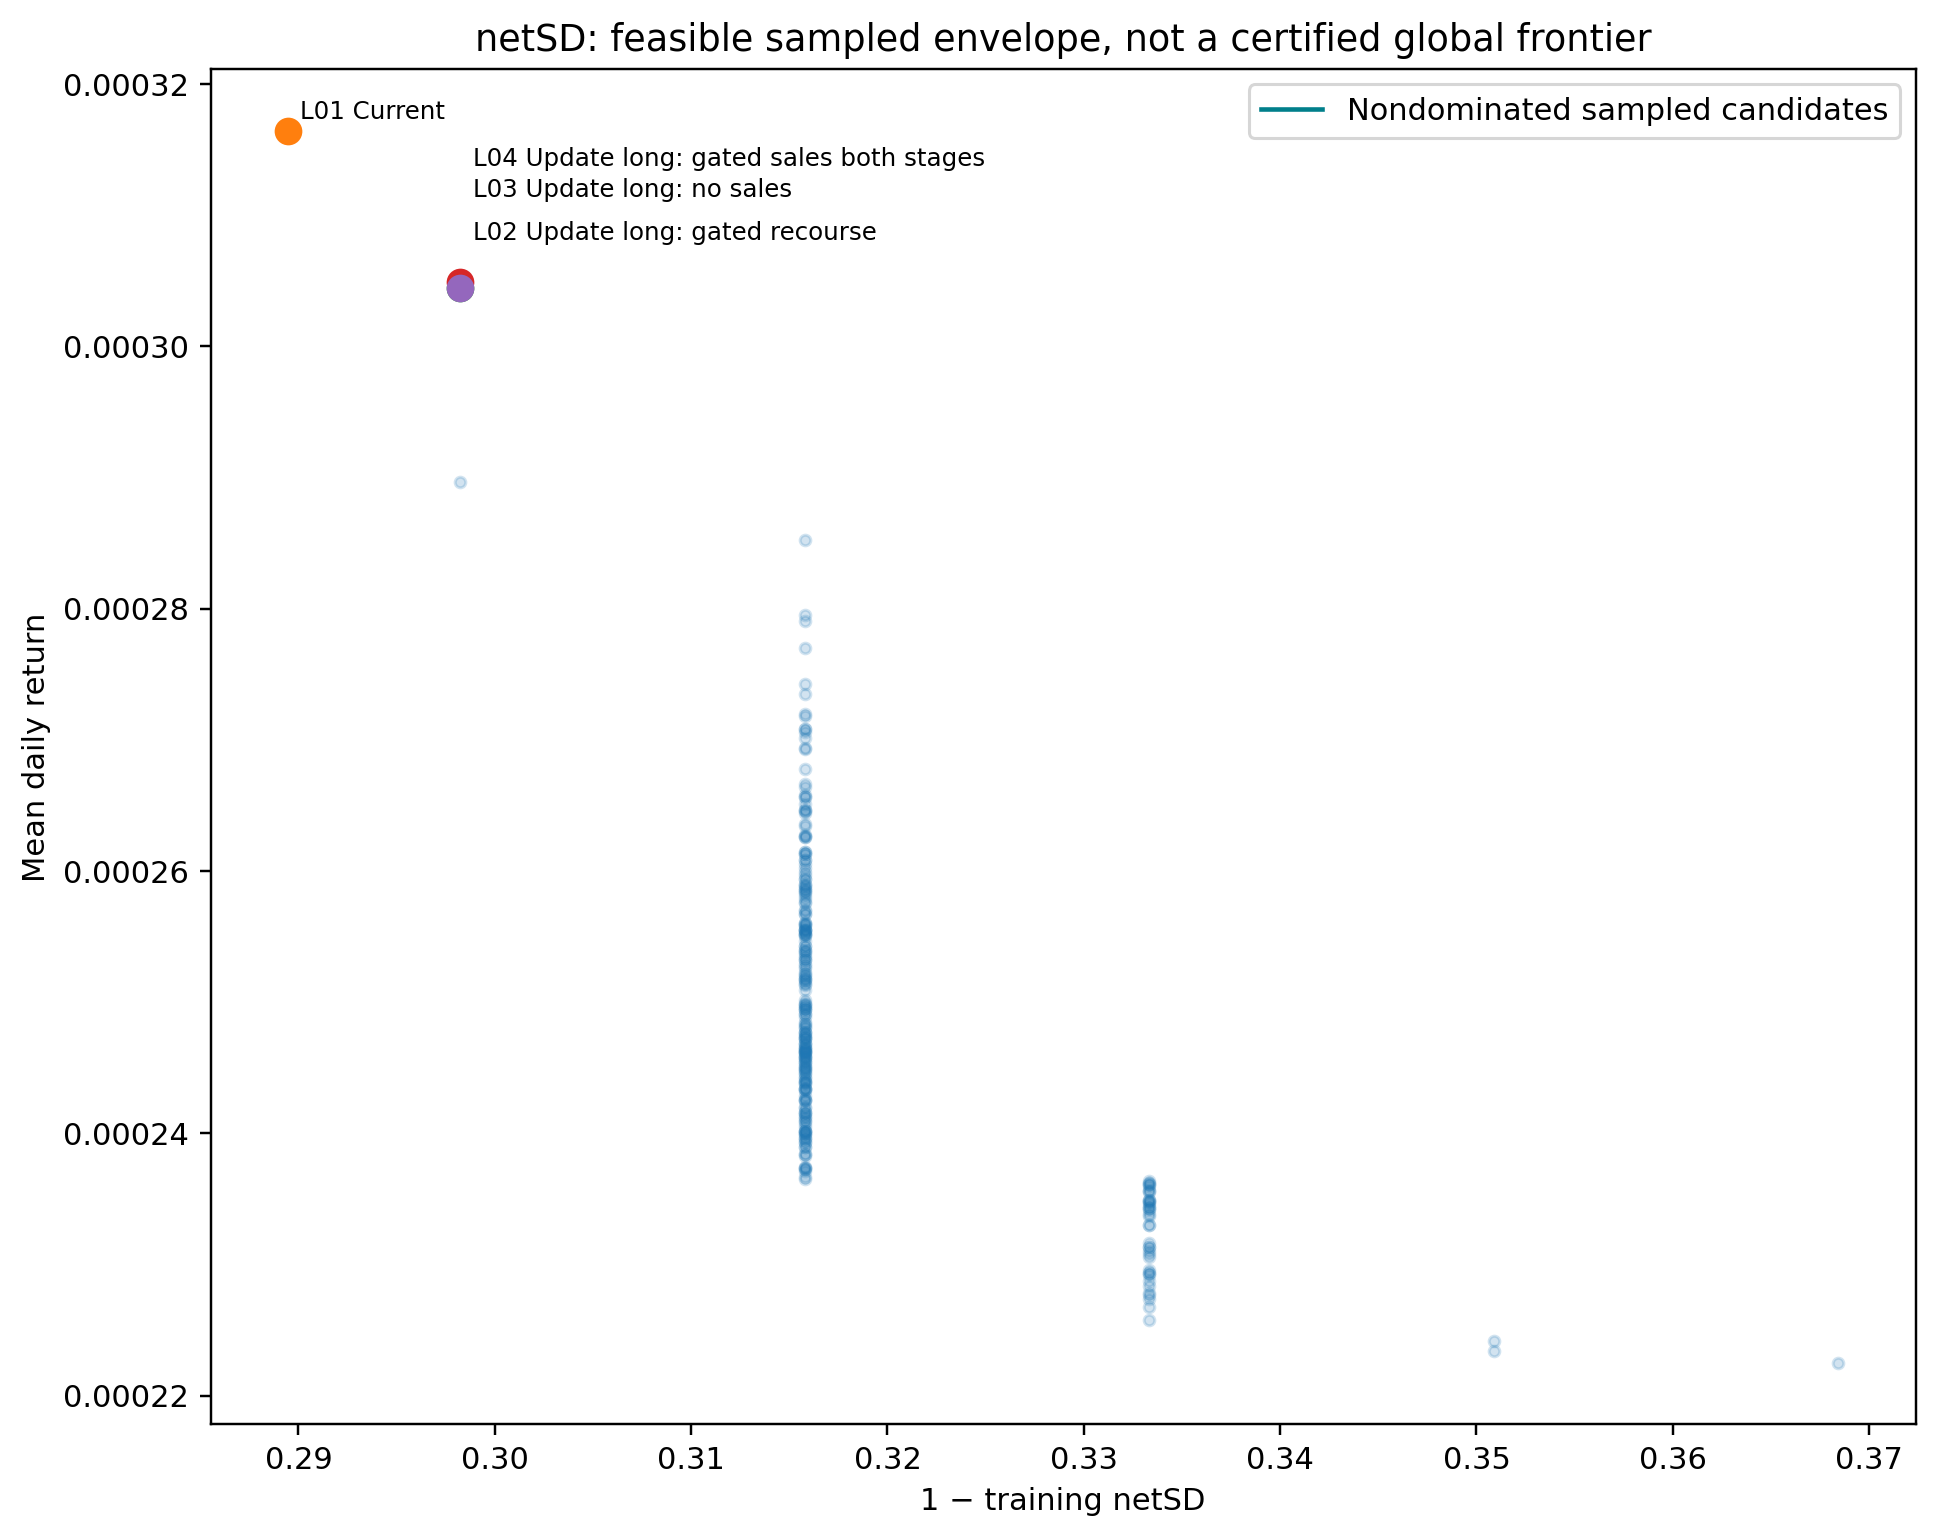 netSD: feasible sampled envelope, not a certified global frontier
0.00032
L01 Current
Nondominated sampled candidates
L04 Update long: gated sales both stages
L03 Update long: no sales
L02 Update long: gated recourse
0.00030
0.00028
0.00026
0.00024
0.00022
Mean daily return
0.29 0.30 0.31 0.32 0.33 0.34 0.35 0.36 0.37
1 − training netSD